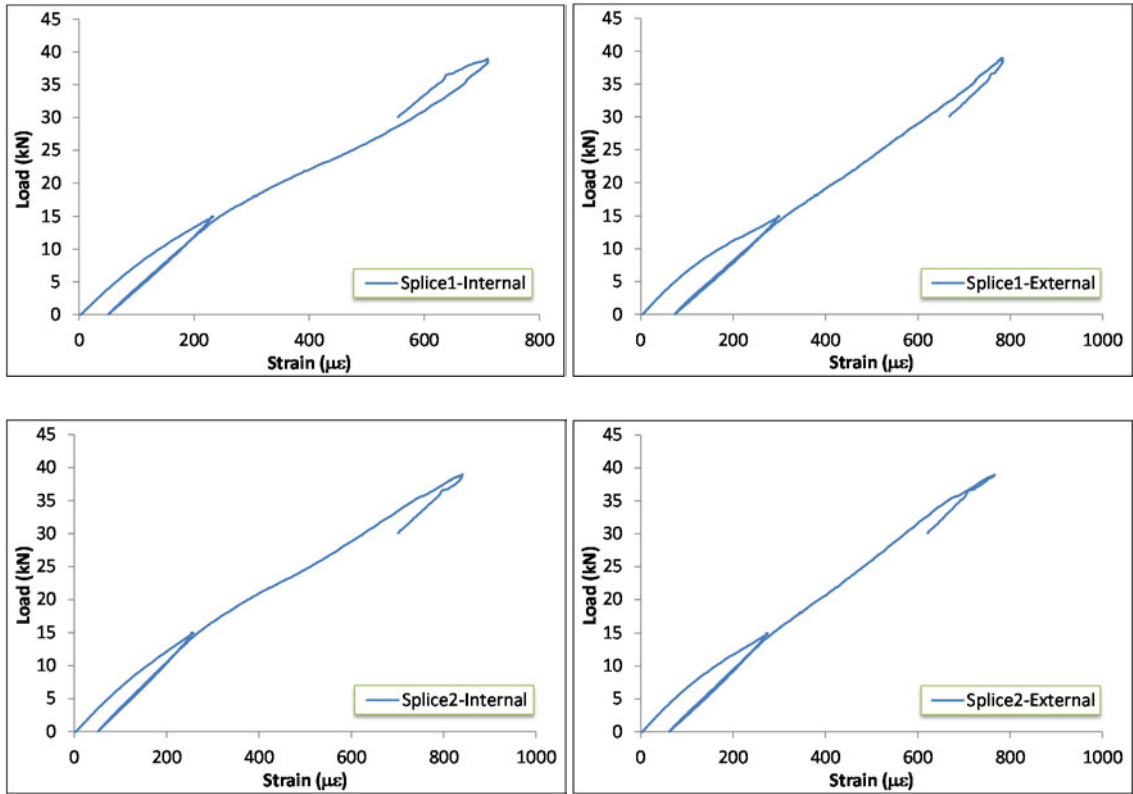 45
40
35
30
25
20
15
10
5
0
Load (kN)
0 200 400 600 800
Strain (με)
Splice1-Internal
45
40
35
30
25
20
15
10
5
0
Load (kN)
0 200 400 600 800 1000
Strain (με)
Splice1-External
45
40
35
30
25
20
15
10
5
0
Load (kN)
0 200 400 600 800 1000
Strain (με)
Splice2-Internal
45
40
35
30
25
20
15
10
5
0
Load (kN)
0 200 400 600 800 1000
Strain (με)
Splice2-External